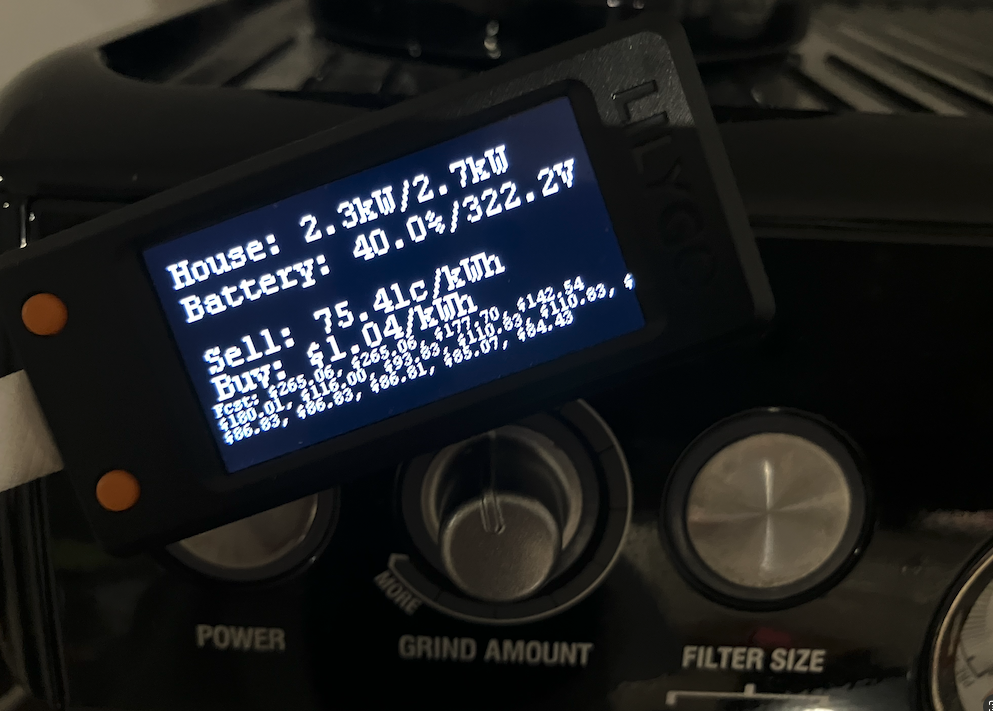 LILYGO
House: 2.3kW/2.7kW
Battery: 40.0%/322.2V
Sell: 75.41c/kWh
Buy: $1.04/kWh
Fcst: $265.06, $265.06, $177.70, $142.54
$180.01, $116.00, $93.83, $110.83, $110.83, $
$86.83, $86.83, $86.81, $85.07, $84.43
MORE
POWER
GRIND AMOUNT
FILTER SIZE